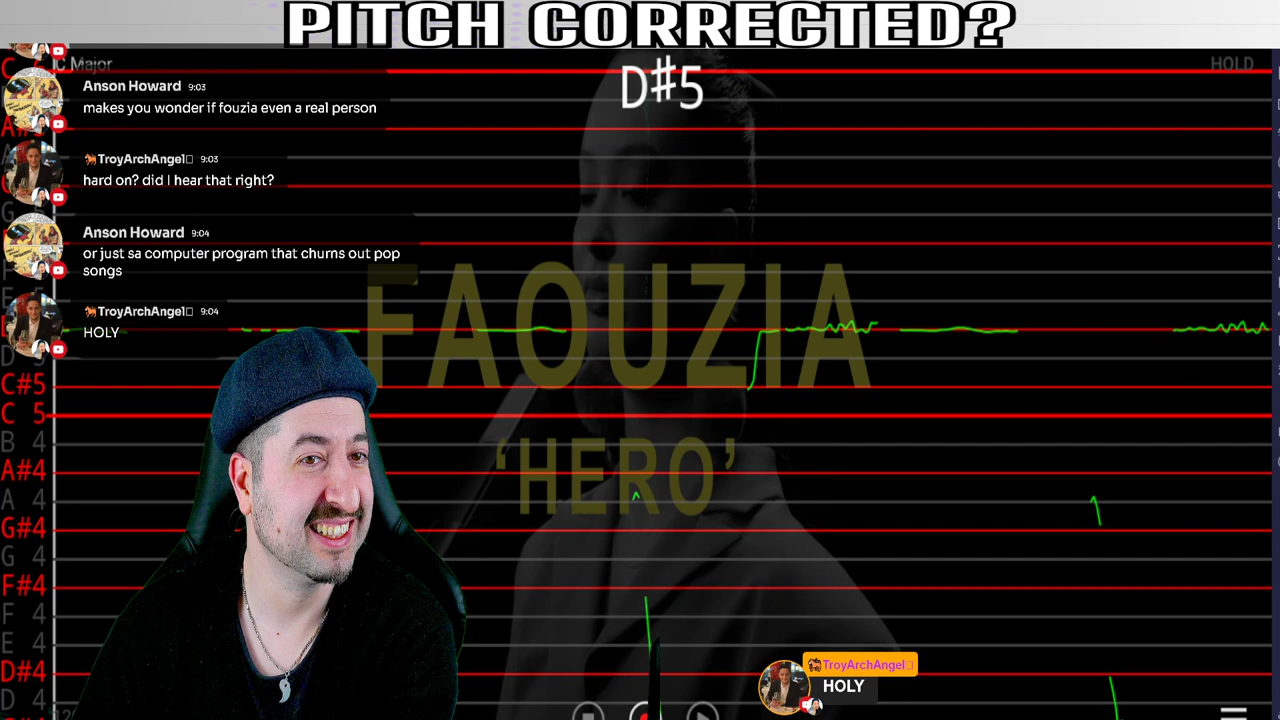 PITCH CORRECTED?
C Major
HOLD
D#5
Anson Howard 9:03
makes you wonder if fouzia even a real person
TroyArchAngel 9:03
hard on? did I hear that right?
Anson Howard 9:04
or just sa computer program that churns out pop
songs
TroyArchAngel 9:04
HOLY
FAOUZIA
'HERO'
C#5
C 5
B 4
A#4
A 4
G#4
G 4
F#4
F 4
E 4
D#4
D 4
TroyArchAngel
HOLY